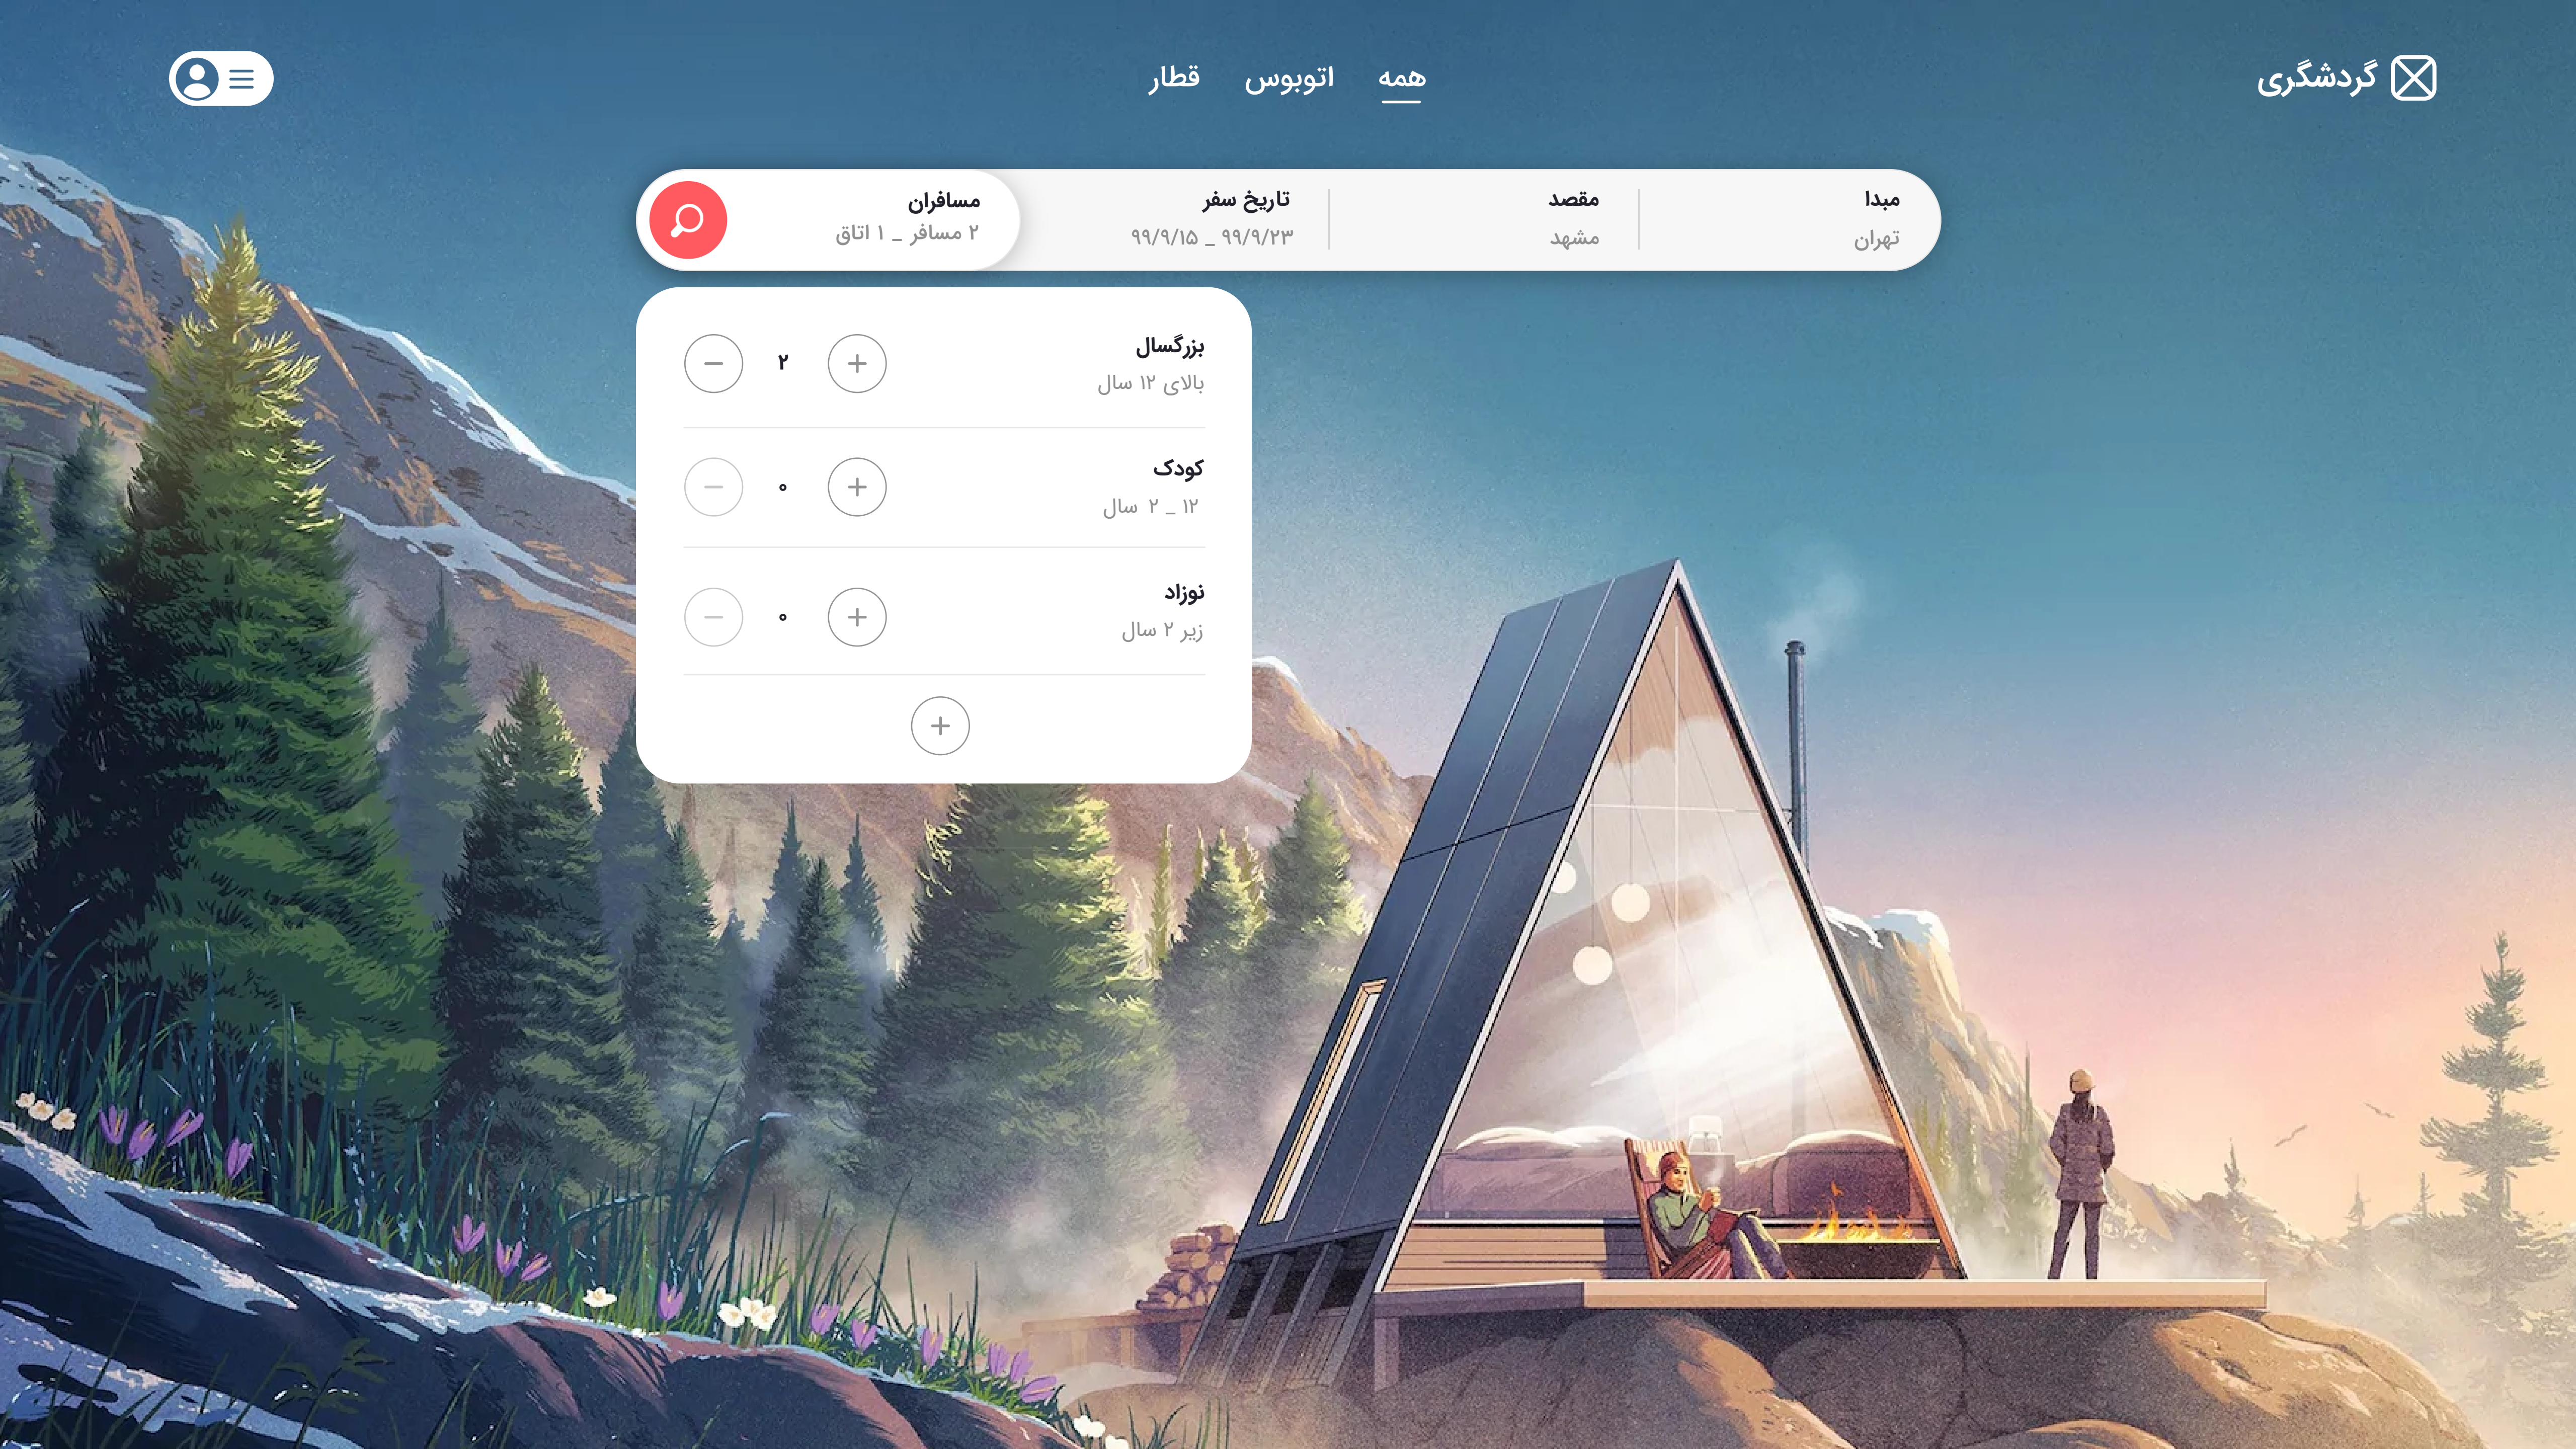 گردشگری
همه
اتوبوس
قطار
مبدا
تهران
مقصد
مشهد
تاریخ سفر
۹۹/۹/۲۳ _ ۹۹/۹/۱۵
مسافران
۲ مسافر _ ۱ اتاق
بزرگسال
بالای ۱۲ سال
۲
کودک
۱۲ _ ۲ سال
۰
نوزاد
زیر ۲ سال
۰